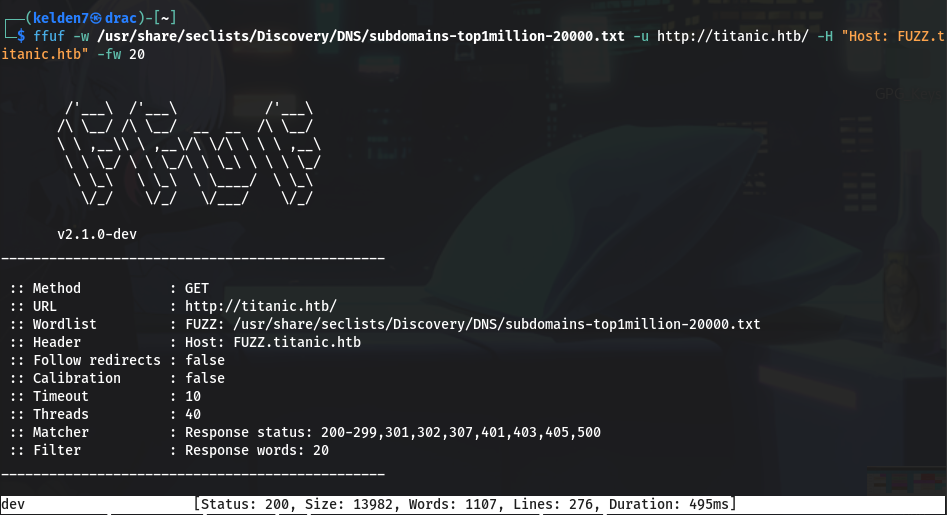 ┌──(kelden7㉿drac)-[~]
└─$ ffuf -w /usr/share/seclists/Discovery/DNS/subdomains-top1million-20000.txt -u http://titanic.htb/ -H "Host: FUZZ.t
itanic.htb" -fw 20

        /'___\  /'___\           /'___\
       /\ \__/ /\ \__/  __  __  /\ \__/
       \ \ ,__\\ \ ,__\/\ \/\ \ \ \ ,__\
        \ \ \_/ \ \ \_/\ \ \_\ \ \ \ \_/
         \ \_\   \ \_\  \ \____/  \ \_\
          \/_/    \/_/   \/___/    \/_/

       v2.1.0-dev
________________________________________________

 :: Method           : GET
 :: URL              : http://titanic.htb/
 :: Wordlist         : FUZZ: /usr/share/seclists/Discovery/DNS/subdomains-top1million-20000.txt
 :: Header           : Host: FUZZ.titanic.htb
 :: Follow redirects : false
 :: Calibration      : false
 :: Timeout          : 10
 :: Threads          : 40
 :: Matcher          : Response status: 200-299,301,302,307,401,403,405,500
 :: Filter           : Response words: 20
________________________________________________

dev                     [Status: 200, Size: 13982, Words: 1107, Lines: 276, Duration: 495ms]